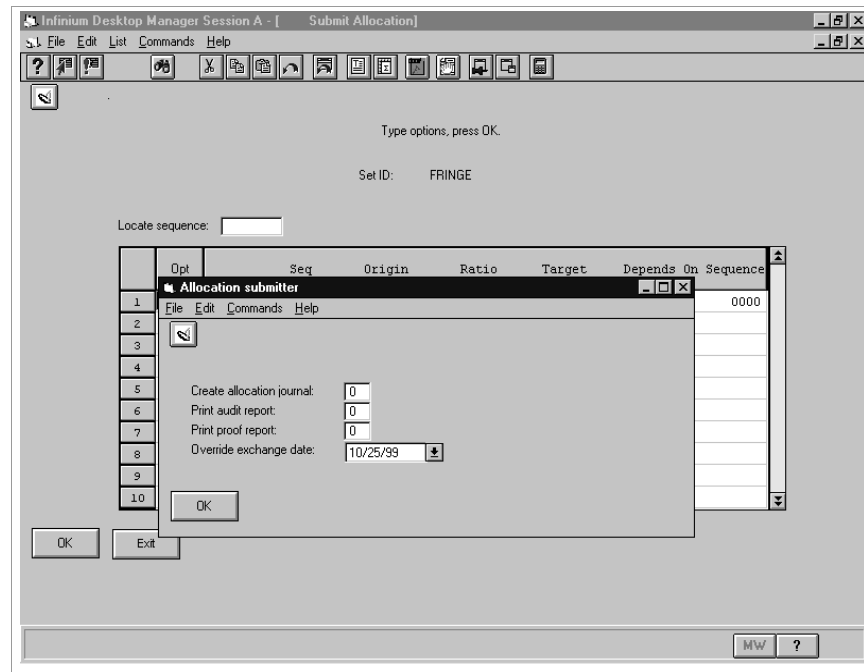 Infinium Desktop Manager Session A - [ Submit Allocation]
File Edit List Commands Help
Type options, press OK.
Set ID: FRINGE
Locate sequence:
Opt Seq Origin Ratio Target Depends On Sequence
Allocation submitter
1 0000
File Edit Commands Help
2
3
4
5
Create allocation journal: 0
6
Print audit report: 0
7
Print proof report: 0
8
Override exchange date: 10/25/99
9
10
OK
OK Exit
MW ?